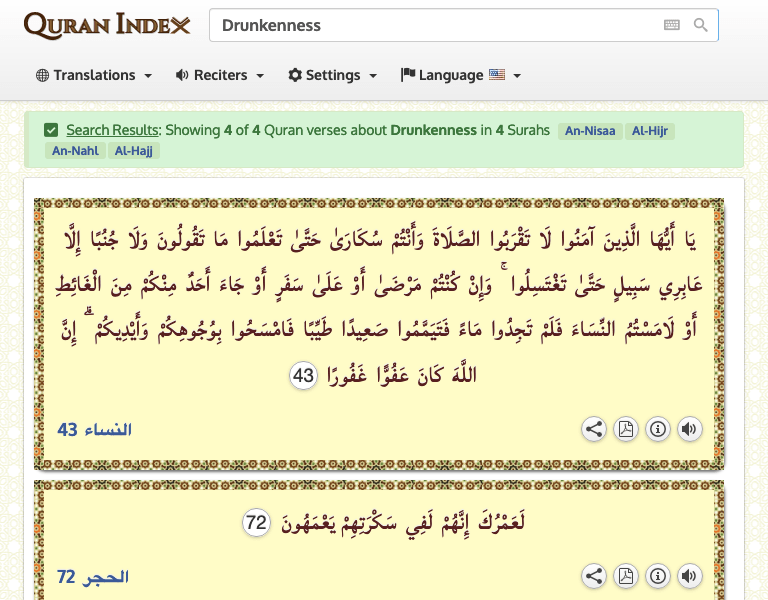 QURAN INDEX
Drunkenness
Translations
Reciters
Settings
Language
Search Results: Showing 4 of 4 Quran verses about Drunkenness in 4 Surahs An-Nisaa Al-Hijr
An-Nahl Al-Hajj
يَا أَيُّهَا الَّذِينَ آمَنُوا لَا تَقْرَبُوا الصَّلَاةَ وَأَنْتُمْ سُكَارَىٰ حَتَّىٰ تَعْلَمُوا مَا تَقُولُونَ وَلَا جُنُبًا إِلَّا
عَابِرِي سَبِيلٍ حَتَّىٰ تَغْتَسِلُوا ۚ وَإِنْ كُنْتُمْ مَرْضَىٰ أَوْ عَلَىٰ سَفَرٍ أَوْ جَاءَ أَحَدٌ مِنْكُمْ مِنَ الْغَائِطِ
أَوْ لَامَسْتُمُ النِّسَاءَ فَلَمْ تَجِدُوا مَاءً فَتَيَمَّمُوا صَعِيدًا طَيِّبًا فَامْسَحُوا بِوُجُوهِكُمْ وَأَيْدِيكُمْ ۗ إِنَّ
اللَّهَ كَانَ عَفُوًّا غَفُورًا 43
النساء 43
لَعَمْرُكَ إِنَّهُمْ لَفِي سَكْرَتِهِمْ يَعْمَهُونَ 72
الحجر 72